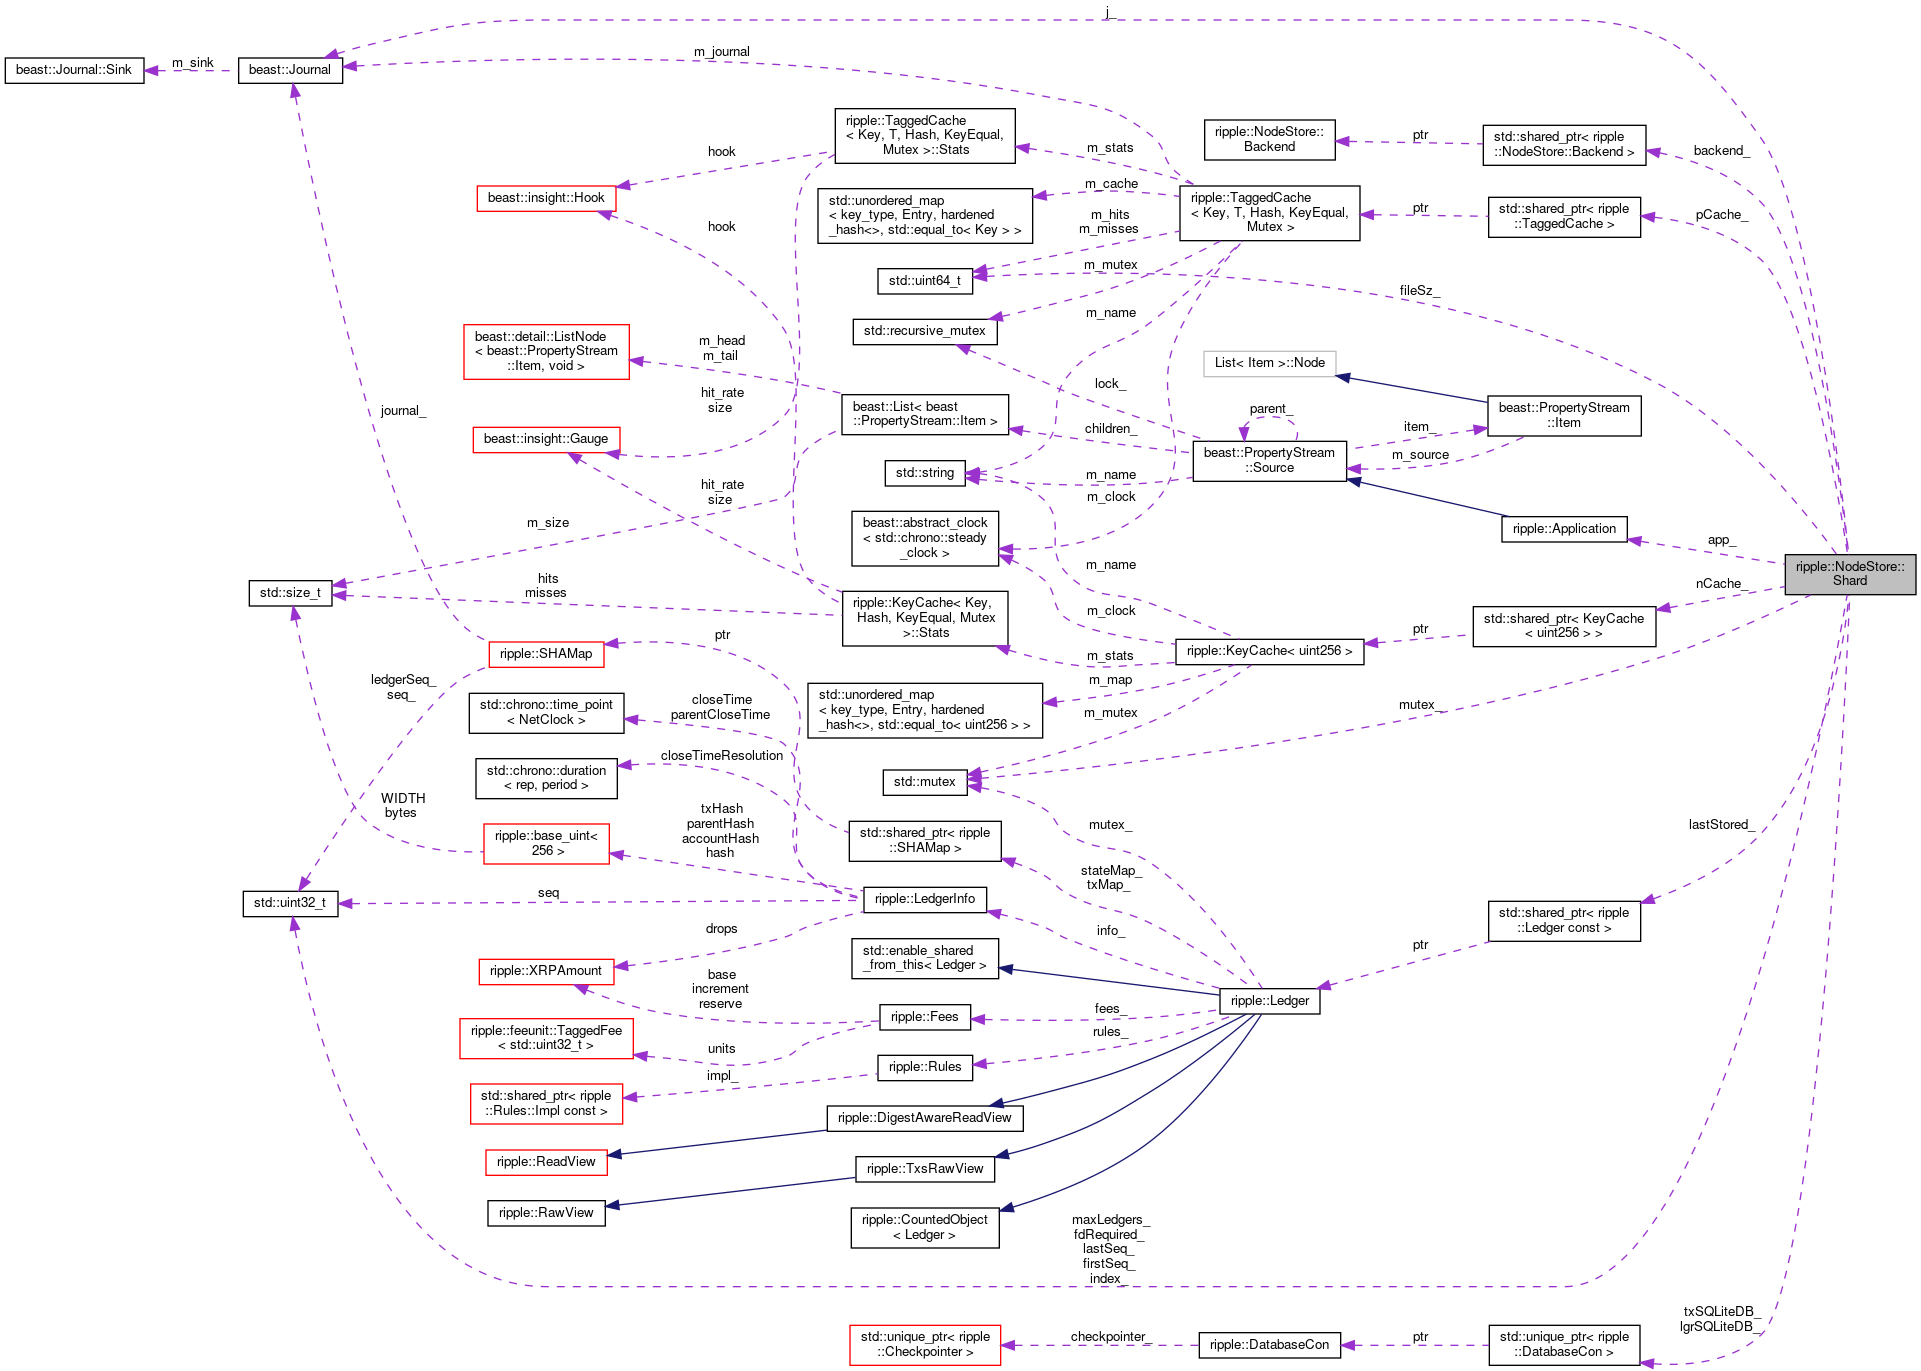 j_
m_journal
beast::Journal::Sink
m_sink
beast::Journal
ripple::TaggedCache
< Key, T, Hash, KeyEqual,
Mutex >::Stats
hook
m_stats
ripple::NodeStore::
Backend
ptr
std::shared_ptr< ripple
::NodeStore::Backend >
backend_
beast::insight::Hook
hook
std::unordered_map
< key_type, Entry, hardened
_hash<>, std::equal_to< Key > >
m_cache
m_hits
m_misses
ripple::TaggedCache
< Key, T, Hash, KeyEqual,
Mutex >
ptr
std::shared_ptr< ripple
::TaggedCache >
pCache_
std::uint64_t
m_mutex
fileSz_
std::recursive_mutex
m_name
beast::detail::ListNode
< beast::PropertyStream
::Item, void >
m_head
m_tail
List< Item >::Node
lock_
hit_rate
size
journal_
beast::List< beast
::PropertyStream::Item >
children_
parent_
item_
m_source
beast::PropertyStream
::Item
beast::insight::Gauge
beast::PropertyStream
::Source
std::string
m_name
hit_rate
size
m_clock
m_size
beast::abstract_clock
< std::chrono::steady
_clock >
ripple::Application
app_
ripple::NodeStore::
Shard
m_name
hits
misses
std::size_t
nCache_
ripple::KeyCache< Key,
Hash, KeyEqual, Mutex
>::Stats
m_clock
std::shared_ptr< KeyCache
< uint256 > >
ptr
ripple::KeyCache< uint256 >
m_stats
ptr
ripple::SHAMap
ledgerSeq_
seq_
m_map
std::unordered_map
< key_type, Entry, hardened
_hash<>, std::equal_to< uint256 > >
m_mutex
mutex_
closeTime
parentCloseTime
std::chrono::time_point
< NetClock >
closeTimeResolution
std::chrono::duration
< rep, period >
std::mutex
WIDTH
bytes
txHash
parentHash
accountHash
hash
ripple::base_uint<
256 >
std::shared_ptr< ripple
::SHAMap >
mutex_
lastStored_
stateMap_
txMap_
std::uint32_t
seq
ripple::LedgerInfo
info_
std::shared_ptr< ripple
::Ledger const >
ptr
drops
ripple::XRPAmount
std::enable_shared
_from_this< Ledger >
base
increment
reserve
ripple::Ledger
fees_
ripple::Fees
rules_
ripple::feeunit::TaggedFee
< std::uint32_t >
units
ripple::Rules
impl_
std::shared_ptr< ripple
::Rules::Impl const >
ripple::DigestAwareReadView
ripple::ReadView
ripple::TxsRawView
ripple::RawView
ripple::CountedObject
< Ledger >
maxLedgers_
fdRequired_
lastSeq_
firstSeq_
index_
txSQLiteDB_
lgrSQLiteDB_
std::unique_ptr< ripple
::Checkpointer >
checkpointer_
ripple::DatabaseCon
ptr
std::unique_ptr< ripple
::DatabaseCon >